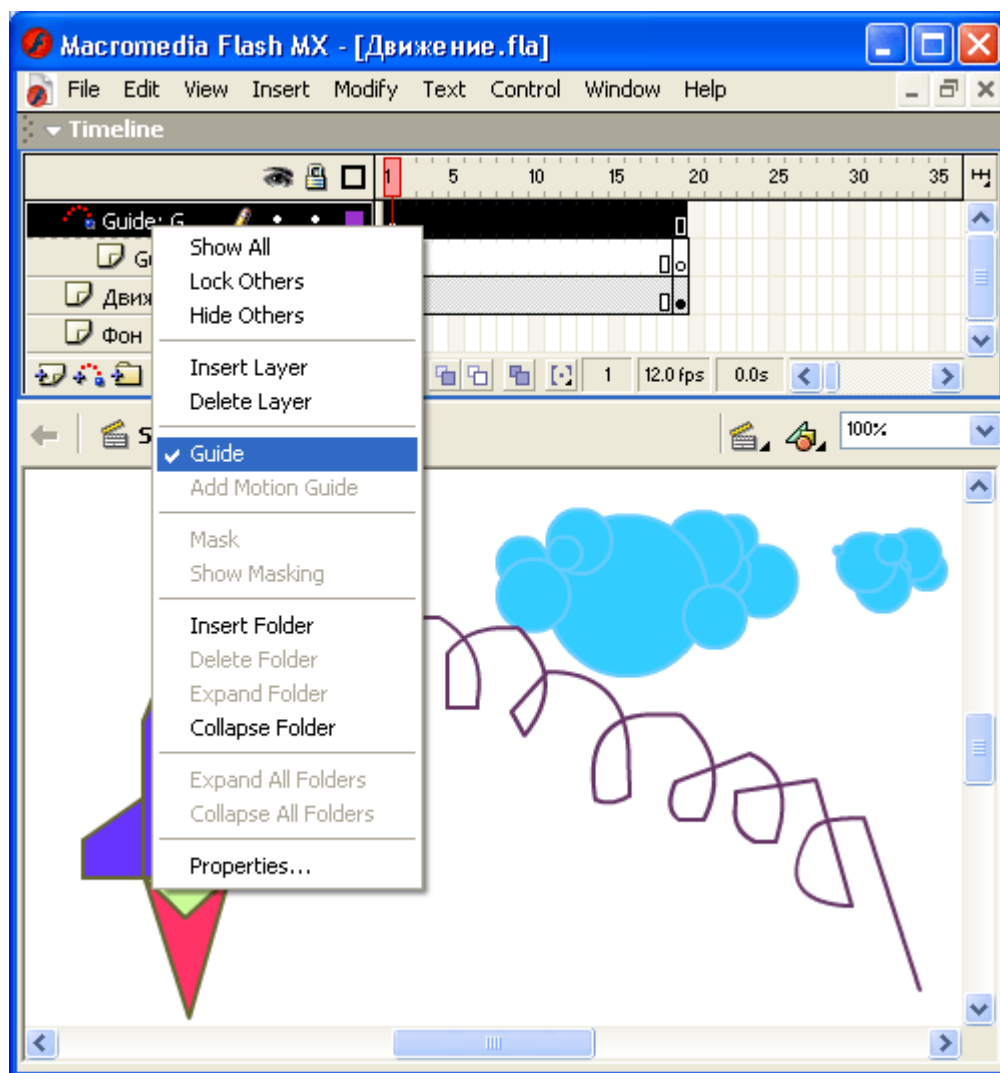 Macromedia Flash MX - [Движение.fla]
File Edit View Insert Modify Text Control Window Help
Timeline
1 5 10 15 20 25 30 35
Guide: G
Движ
Фон
1 12.0 fps 0.0s
100%
Show All
Lock Others
Hide Others
Insert Layer
Delete Layer
Guide
Add Motion Guide
Mask
Show Masking
Insert Folder
Delete Folder
Expand Folder
Collapse Folder
Expand All Folders
Collapse All Folders
Properties...